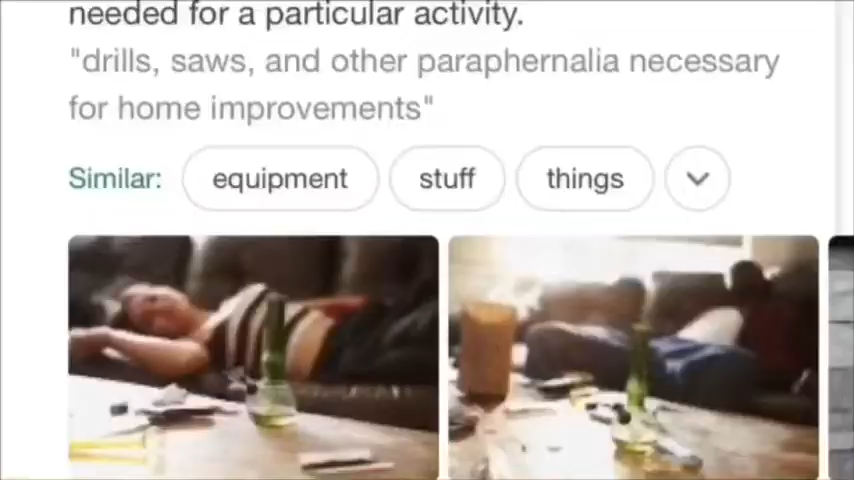 needed for a particular activity.
"drills, saws, and other paraphernalia necessary
for home improvements"
Similar: equipment stuff things